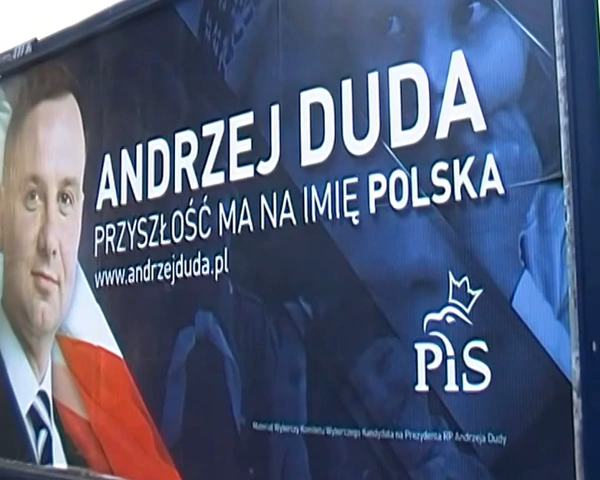 ANDRZEJ DUDA
PRZYSZŁOŚĆ MA NA IMIĘ POLSKA
www.andrzejduda.pl
PiS
Materiał Wyborczy Komitetu Wyborczego Kandydata na Prezydenta RP Andrzeja Dudy